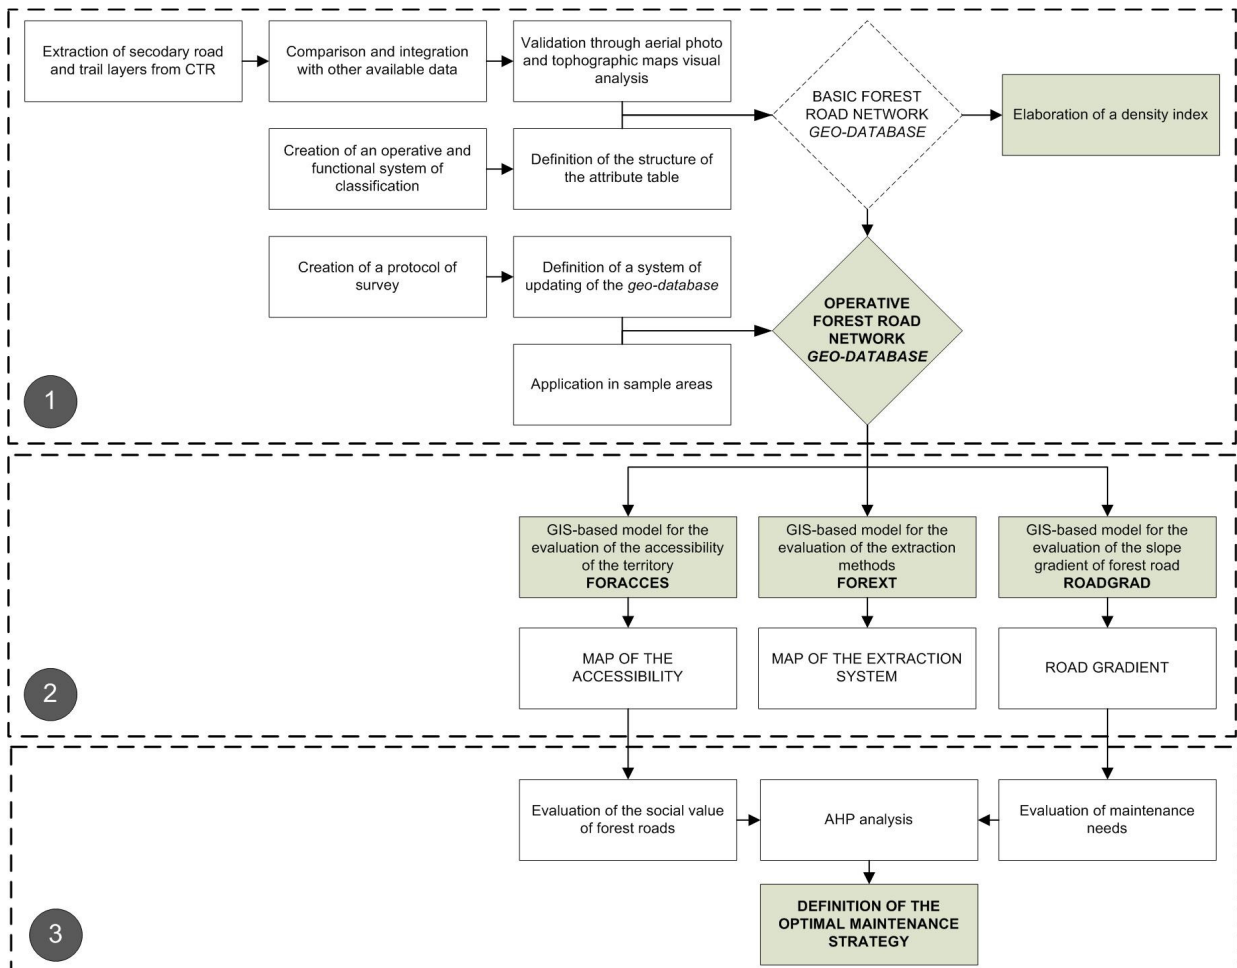 Extraction of secodary road
and trail layers from CTR
Comparison and integration
with other available data
Validation through aerial photo
and tophographic maps visual
analysis
BASIC FOREST
ROAD NETWORK
GEO-DATABASE
Elaboration of a density index
Creation of an operative and
functional system of
classification
Definition of the structure of
the attribute table
Creation of a protocol of
survey
Definition of a system of
updating of the geo-database
OPERATIVE
FOREST ROAD
NETWORK
GEO-DATABASE
Application in sample areas
1
GIS-based model for the
evaluation of the accessibility
of the territory
FORACCES
GIS-based model for the
evaluation of the extraction
methods
FOREXT
GIS-based model for the
evaluation of the slope
gradient of forest road
ROADGRAD
MAP OF THE
ACCESSIBILITY
MAP OF THE EXTRACTION
SYSTEM
ROAD GRADIENT
2
Evaluation of the social value
of forest roads
AHP analysis
Evaluation of maintenance
needs
DEFINITION OF THE
OPTIMAL MAINTENANCE
STRATEGY
3